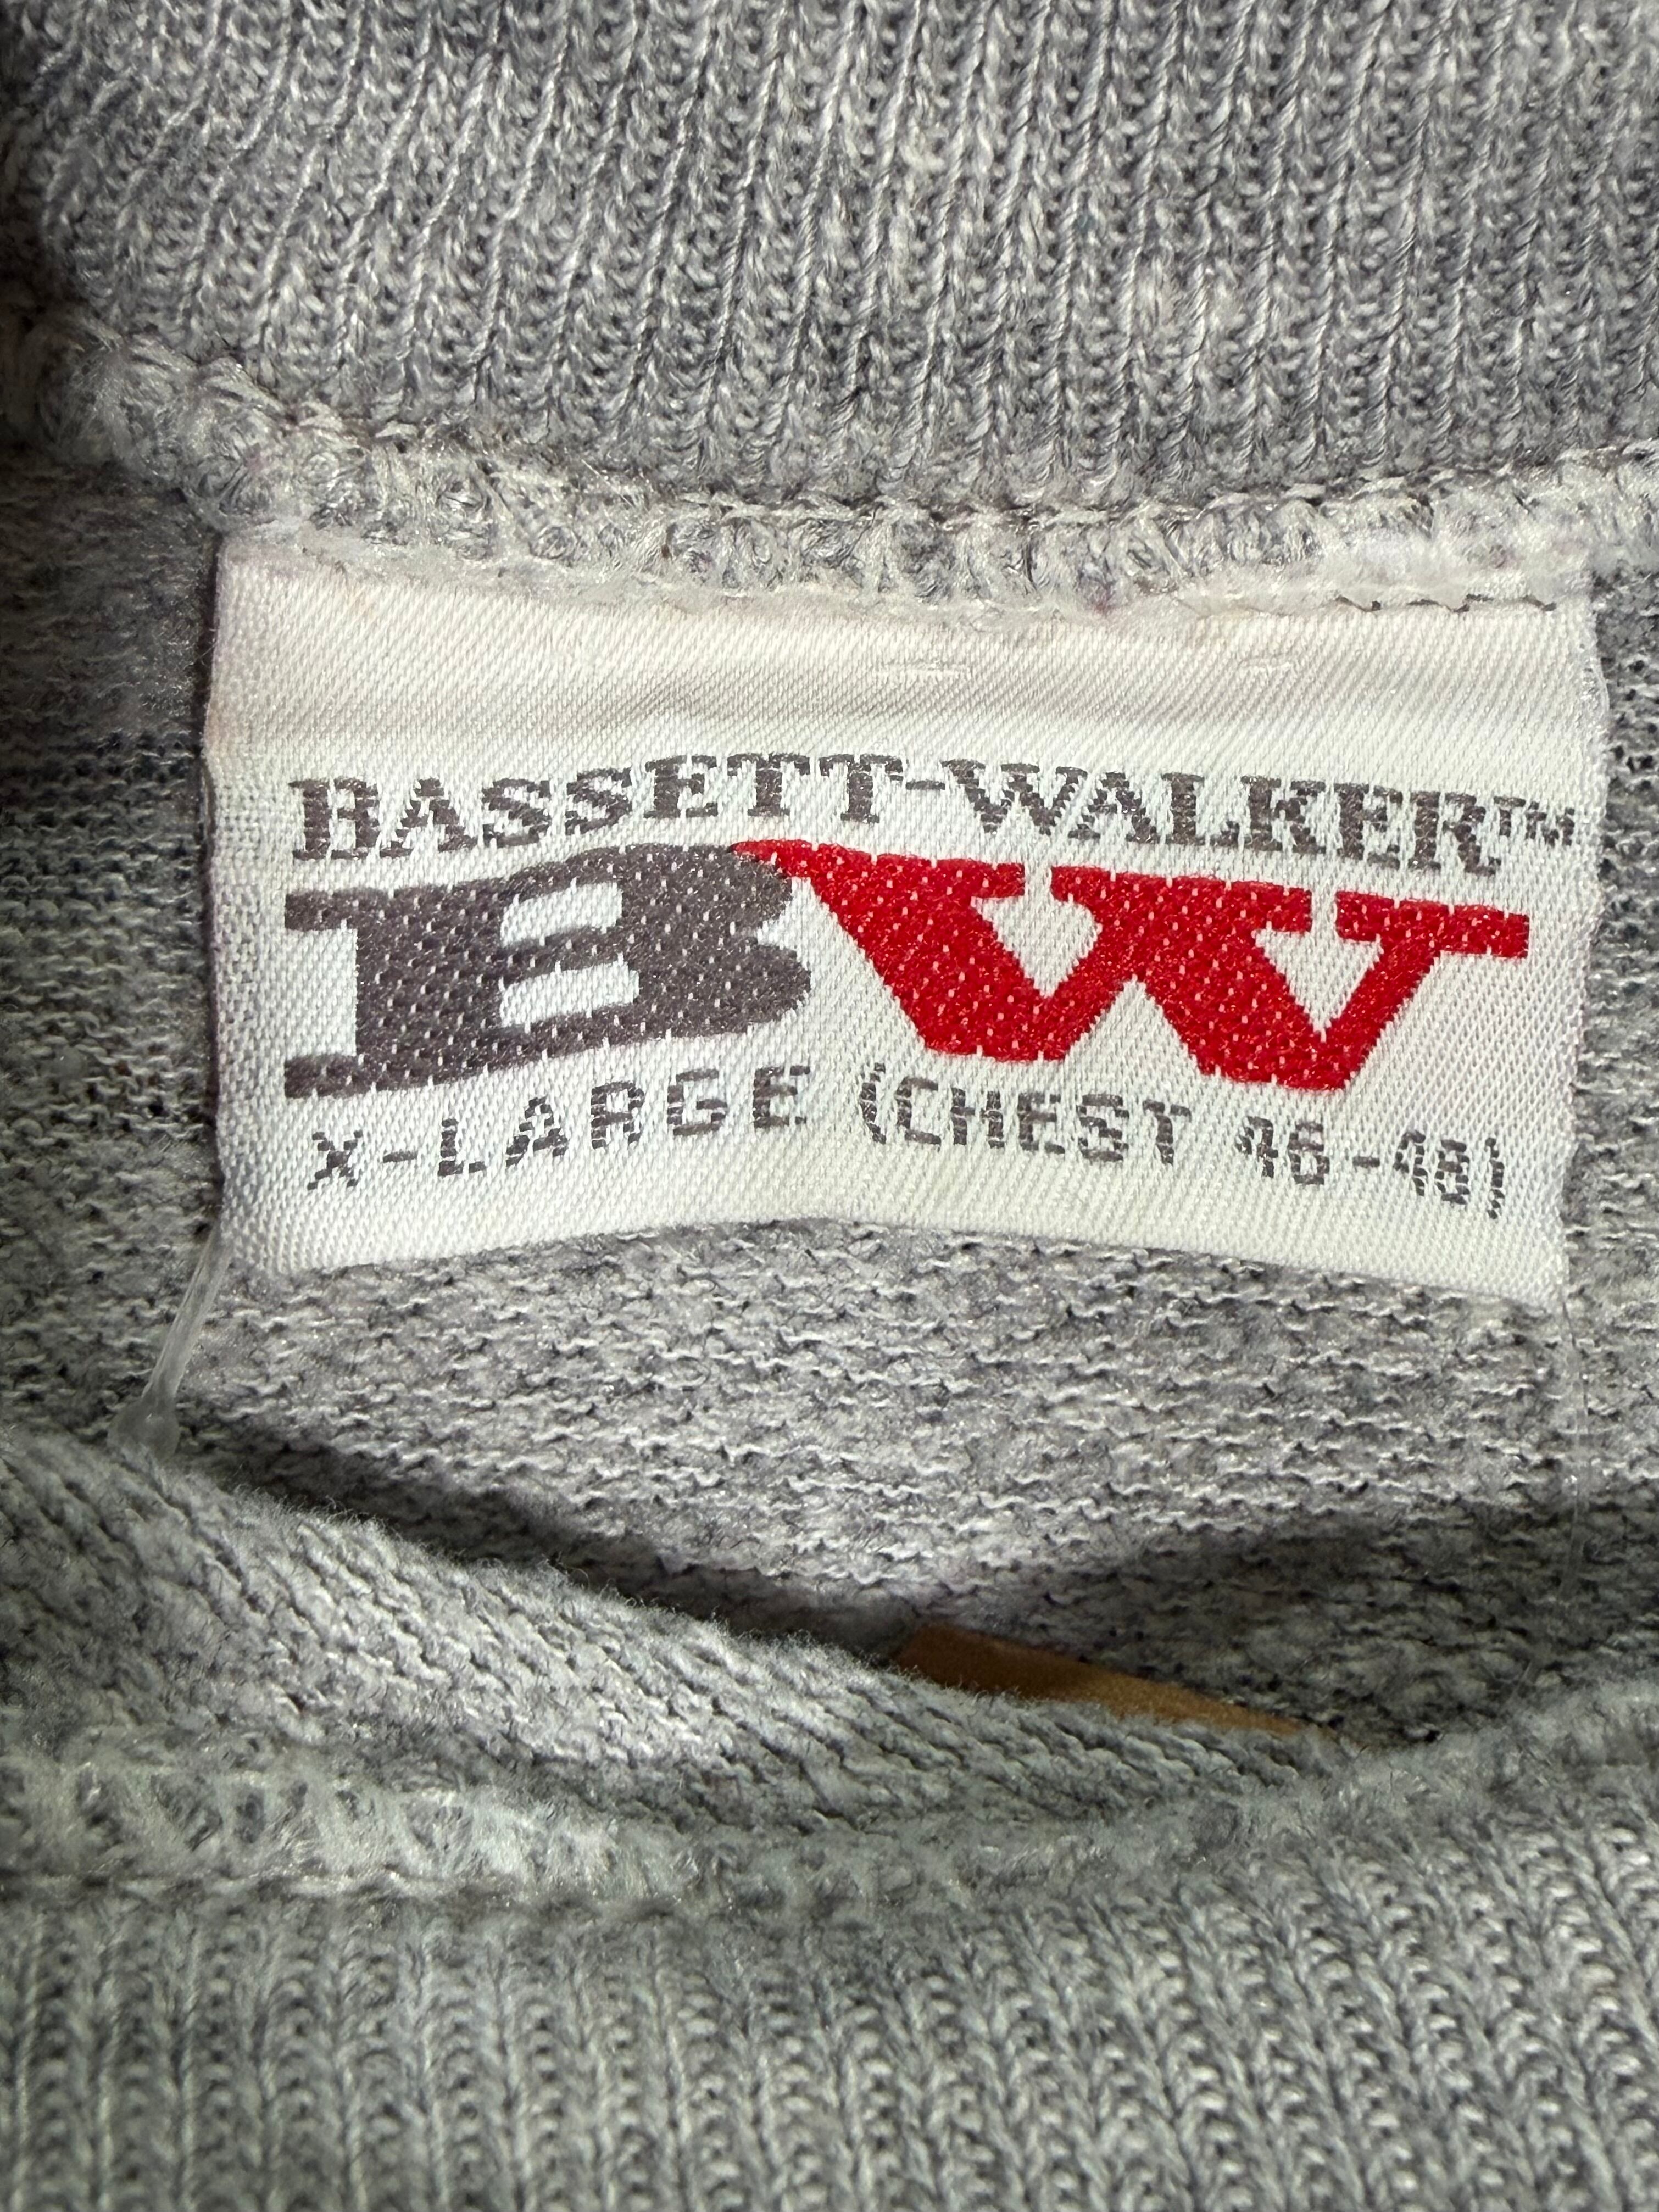 BASSETT-WALKER™
BW
X-LARGE (CHEST 46-48)